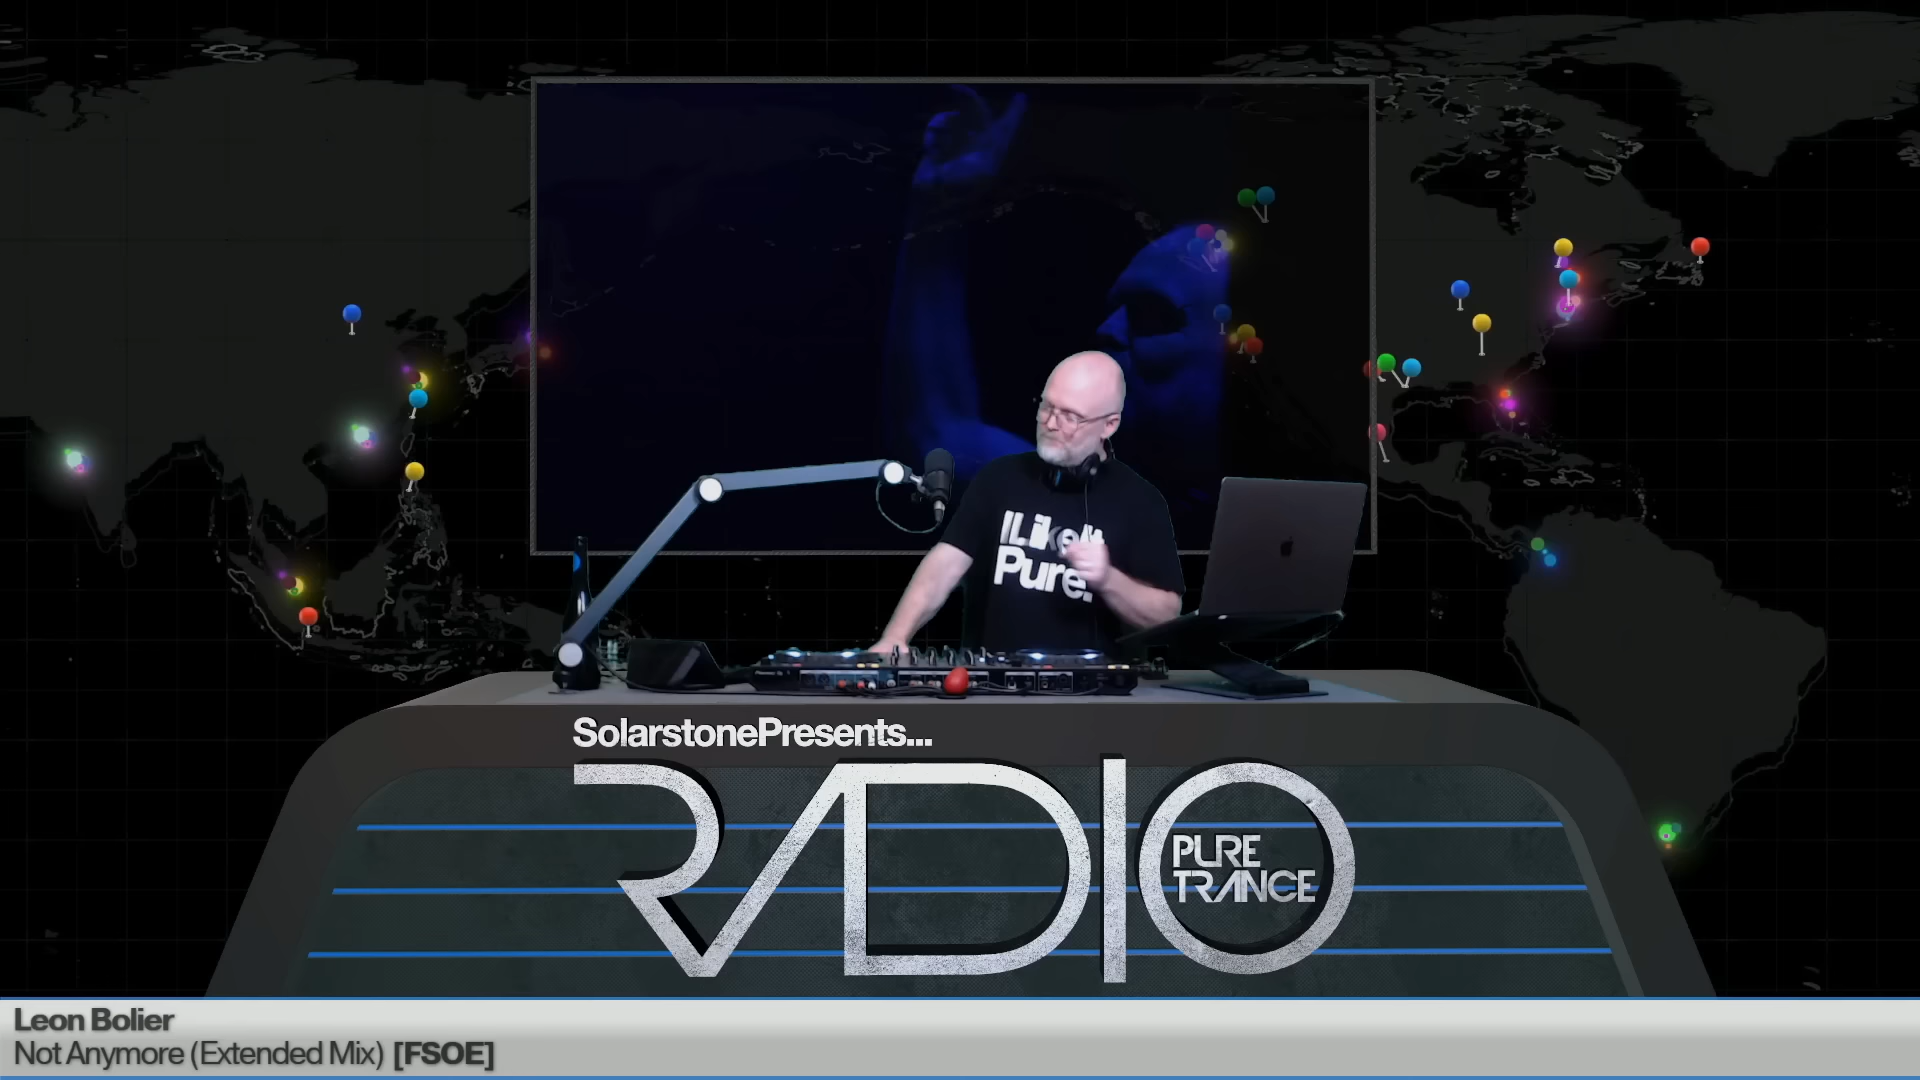 I Like It
Pure.
SolarstonePresents...
RADIO
PURE
TRANCE
Leon Bolier
Not Anymore (Extended Mix) [FSOE]